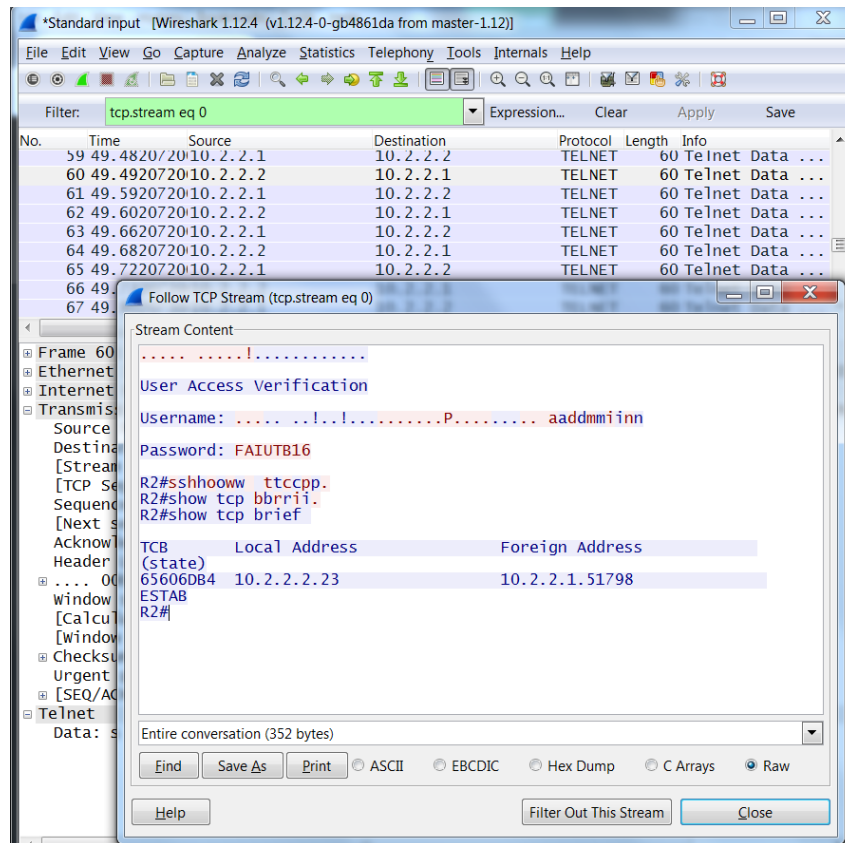 *Standard input [Wireshark 1.12.4 (v1.12.4-0-gb4861da from master-1.12)]
File Edit View Go Capture Analyze Statistics Telephony Tools Internals Help
Filter: tcp.stream eq 0 Expression... Clear Apply Save
No. Time Source Destination Protocol Length Info
59 49.4820720 10.2.2.1 10.2.2.2 TELNET 60 Telnet Data ...
60 49.4920720 10.2.2.2 10.2.2.1 TELNET 60 Telnet Data ...
61 49.5920720 10.2.2.1 10.2.2.2 TELNET 60 Telnet Data ...
62 49.6020720 10.2.2.2 10.2.2.1 TELNET 60 Telnet Data ...
63 49.6620720 10.2.2.1 10.2.2.2 TELNET 60 Telnet Data ...
64 49.6820720 10.2.2.2 10.2.2.1 TELNET 60 Telnet Data ...
65 49.7220720 10.2.2.1 10.2.2.2 TELNET 60 Telnet Data ...
66 49.
67 49.
Frame 60
Ethernet
Internet
Transmis
Source
Destina
[Stream
[TCP Se
Sequenc
[Next s
Acknowl
Header
.... 00
Window
[Calcul
[Window
Checksu
Urgent
[SEQ/AC
Telnet
Data: s
Follow TCP Stream (tcp.stream eq 0)
Stream Content
..... .....!............
User Access Verification
Username: ..... ..!..!..........P......... aaddmmiinn
Password: FAIUTB16
R2#sshhooww ttccpp.
R2#show tcp bbrrii.
R2#show tcp brief
TCB Local Address Foreign Address
(state)
65606DB4 10.2.2.2.23 10.2.2.1.51798
ESTAB
R2#
Entire conversation (352 bytes)
Find Save As Print ASCII EBCDIC Hex Dump C Arrays Raw
Help Filter Out This Stream Close